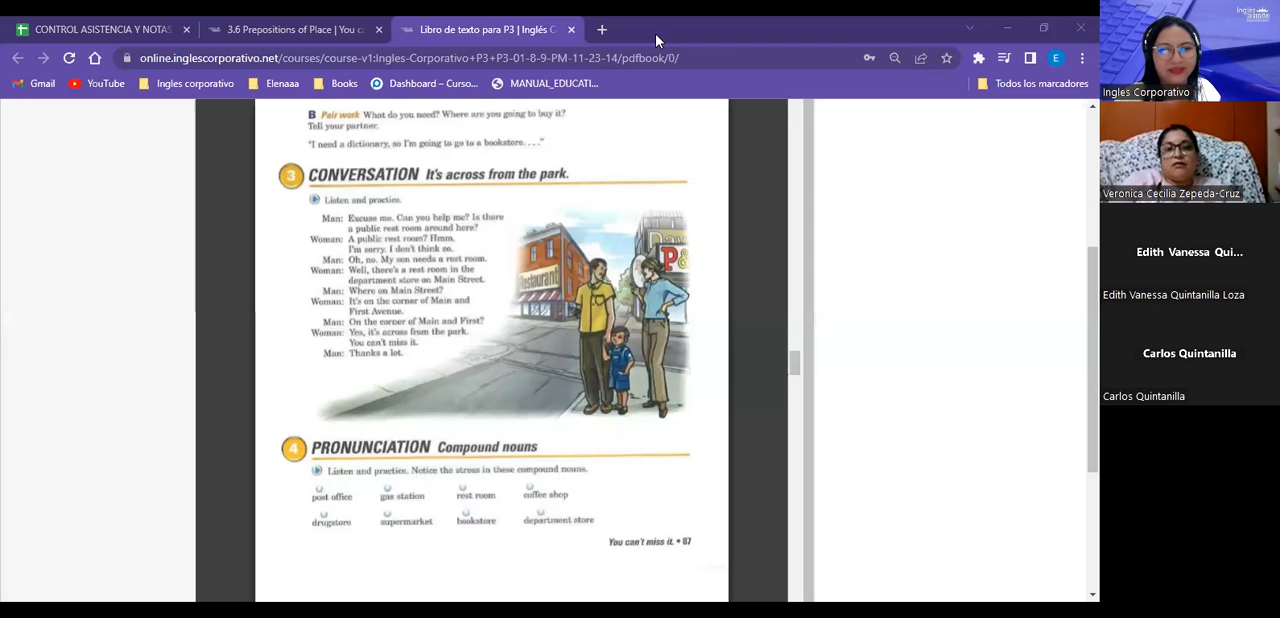 CONTROL ASISTENCIA Y NOTAS
3.6 Prepositions of Place | You c
Libro de texto para P3 | Inglés C
online.inglescorporativo.net/courses/course-v1:Ingles-Corporativo+P3+P3-01-8-9-PM-11-23-14/pdfbook/0/
E
Gmail
YouTube
Ingles corporativo
Elenaaa
Books
Dashboard – Curso...
MANUAL_EDUCATI...
Todos los marcadores
B Pair work What do you need? Where are you going to buy it?
Tell your partner.
"I need a dictionary, so I'm going to go to a bookstore. . . ."
3 CONVERSATION It's across from the park.
Listen and practice.
Man: Excuse me. Can you help me? Is there
a public rest room around here?
Woman: A public rest room? Hmm.
I'm sorry. I don't think so.
Man: Oh, no. My son needs a rest room.
Woman: Well, there's a rest room in the
department store on Main Street.
Man: Where on Main Street?
Woman: It's on the corner of Main and
First Avenue.
Man: On the corner of Main and First?
Woman: Yes, it's across from the park.
You can't miss it.
Man: Thanks a lot.
Restaurant
4 PRONUNCIATION Compound nouns
Listen and practice. Notice the stress in these compound nouns.
post office gas station rest room coffee shop
drugstore supermarket bookstore department store
You can't miss it. • 87
Ingles Corporativo
Veronica Cecilia Zepeda-Cruz
Edith Vanessa Qui...
Edith Vanessa Quintanilla Loza
Carlos Quintanilla
Carlos Quintanilla